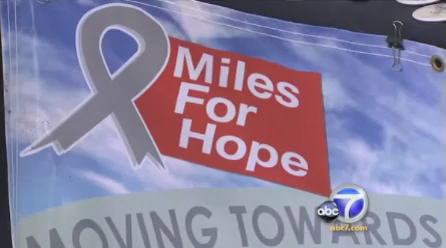 Miles
For
Hope
MOVING TOWARDS
abc 7
abc7.com